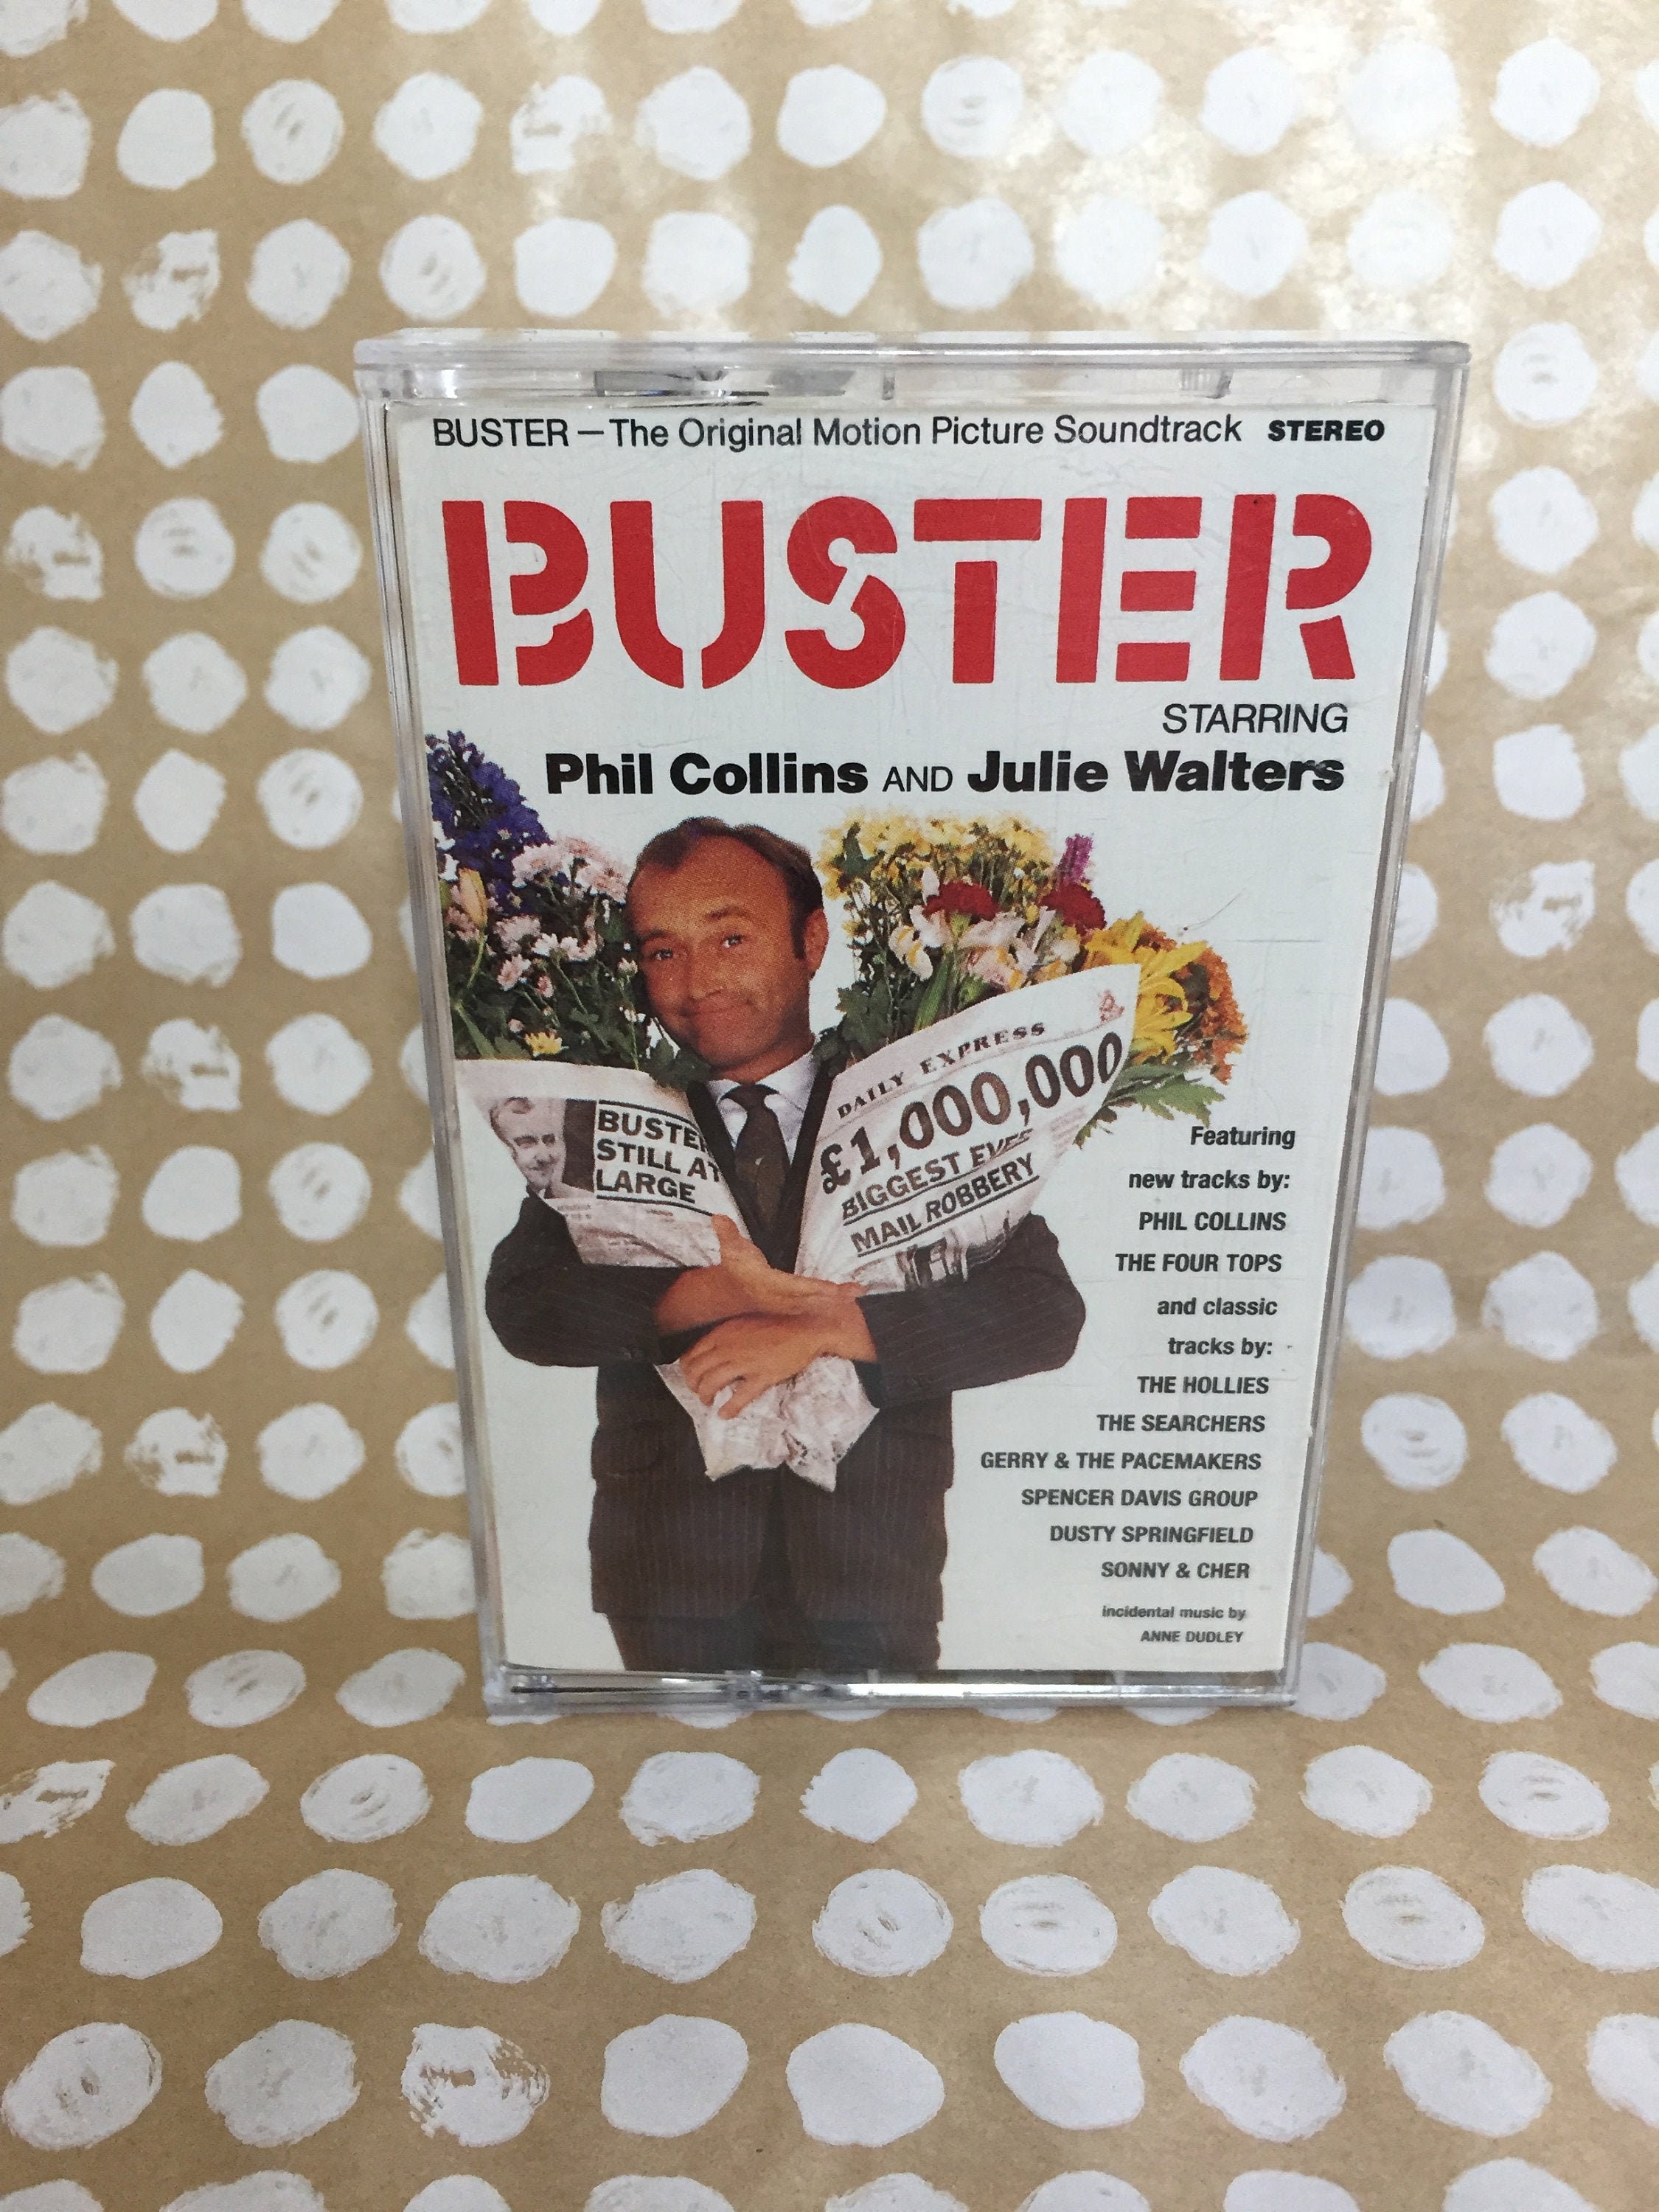 BUSTER – The Original Motion Picture Soundtrack STEREO
BUSTER
STARRING
Phil Collins AND Julie Walters
DAILY EXPRESS
£1,000,000
BIGGEST EVER
MAIL ROBBERY
BUSTER
STILL AT
LARGE
Featuring
new tracks by:
PHIL COLLINS
THE FOUR TOPS
and classic
tracks by:
THE HOLLIES
THE SEARCHERS
GERRY & THE PACEMAKERS
SPENCER DAVIS GROUP
DUSTY SPRINGFIELD
SONNY & CHER
incidental music by
ANNE DUDLEY